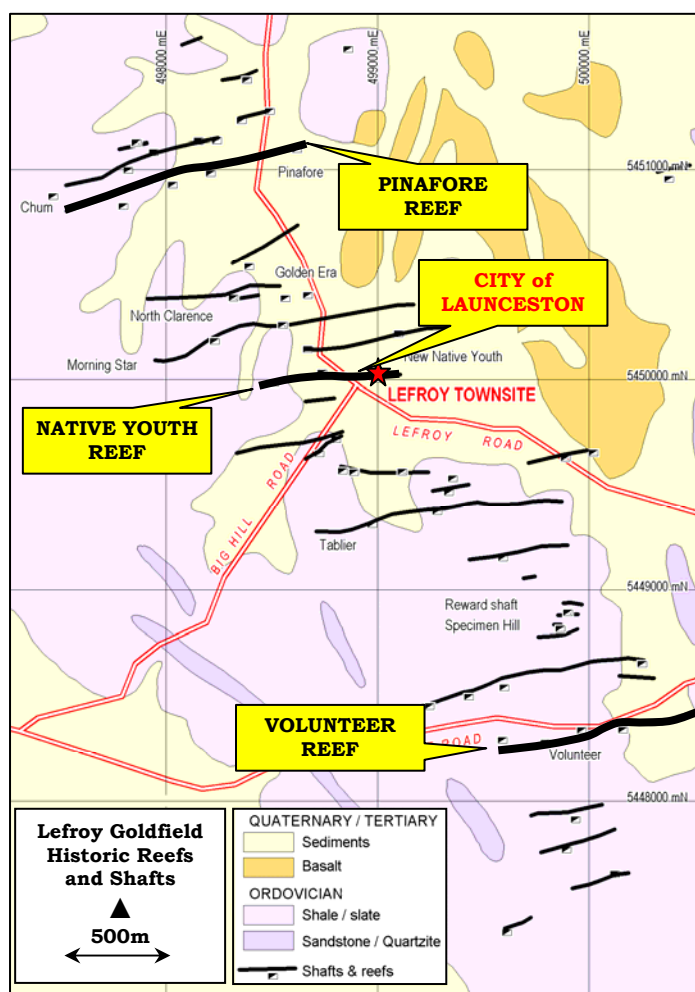 498000 mE
499000 mE
500000 mE
5451000 mN
Pinafore
PINAFORE
REEF
Chum
Golden Era
CITY of
LAUNCESTON
North Clarence
Morning Star
New Native Youth
5450000 mN
LEFROY TOWNSITE
NATIVE YOUTH
REEF
LEFROY ROAD
BIG HILL ROAD
Tablier
5449000 mN
Reward shaft
Specimen Hill
VOLUNTEER
REEF
ROAD
Volunteer
5448000 mN
Lefroy Goldfield
Historic Reefs
and Shafts
500m
QUATERNARY / TERTIARY
Sediments
Basalt
ORDOVICIAN
Shale / slate
Sandstone / Quartzite
Shafts & reefs